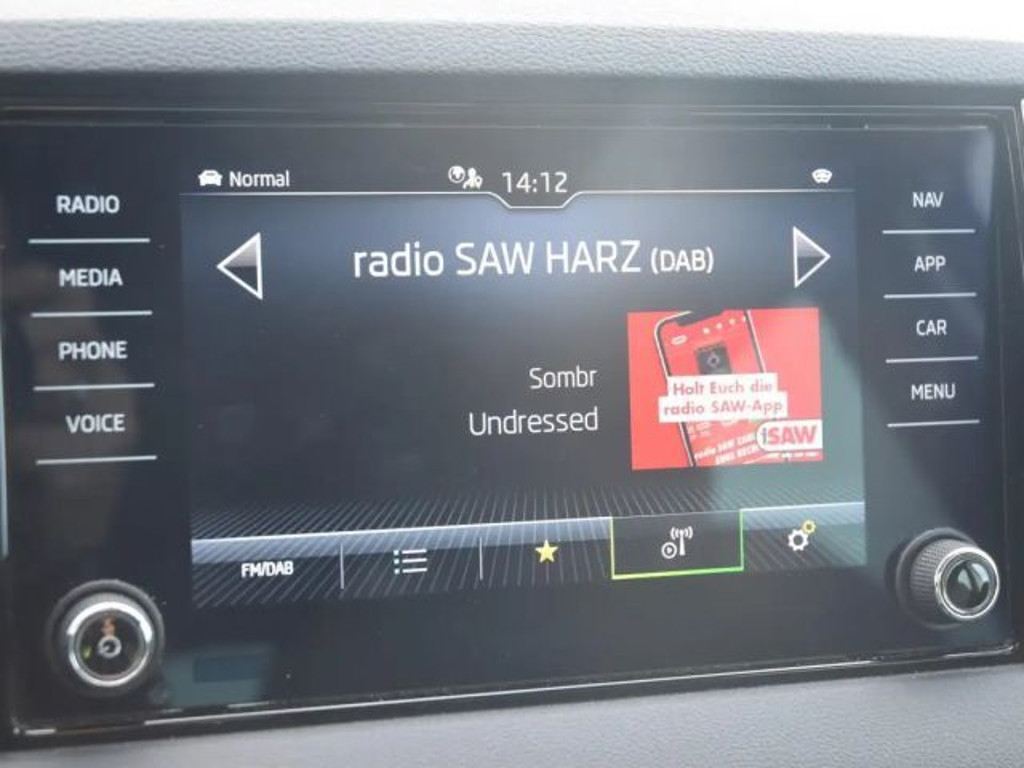 Normal
14:12
RADIO
MEDIA
PHONE
VOICE
radio SAW HARZ (DAB)
Sombr
Undressed
Holt Euch die
radio SAW-App
SAW
FM/DAB
NAV
APP
CAR
MENU